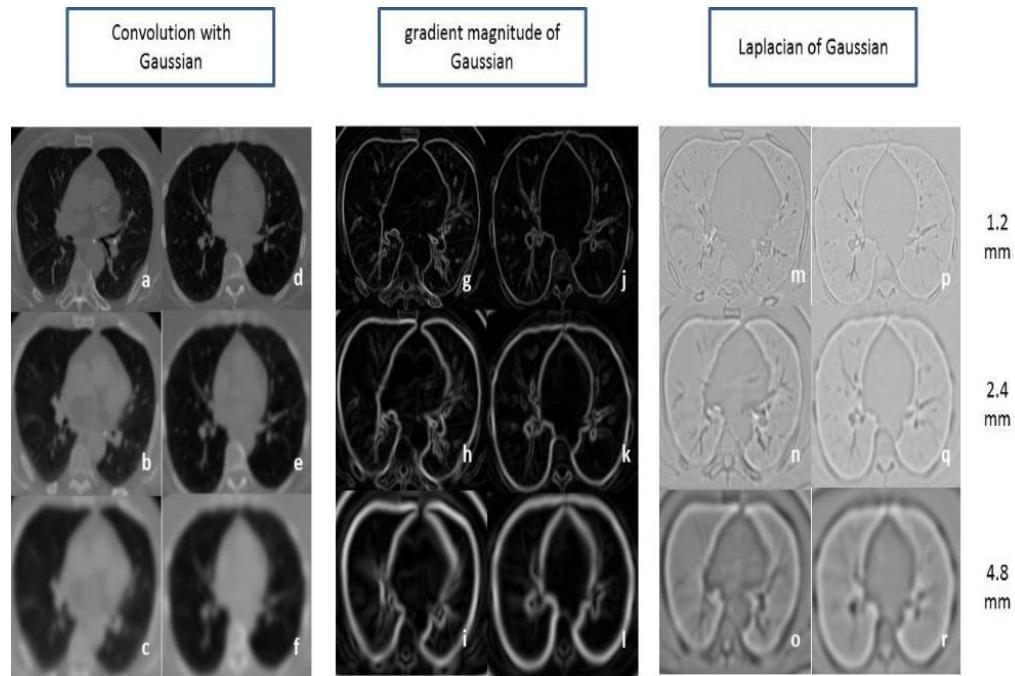 Convolution with
Gaussian
gradient magnitude of
Gaussian
Laplacian of Gaussian
a
d
g
j
m
p
1.2
mm
b
e
h
k
n
q
2.4
mm
c
f
i
l
o
r
4.8
mm